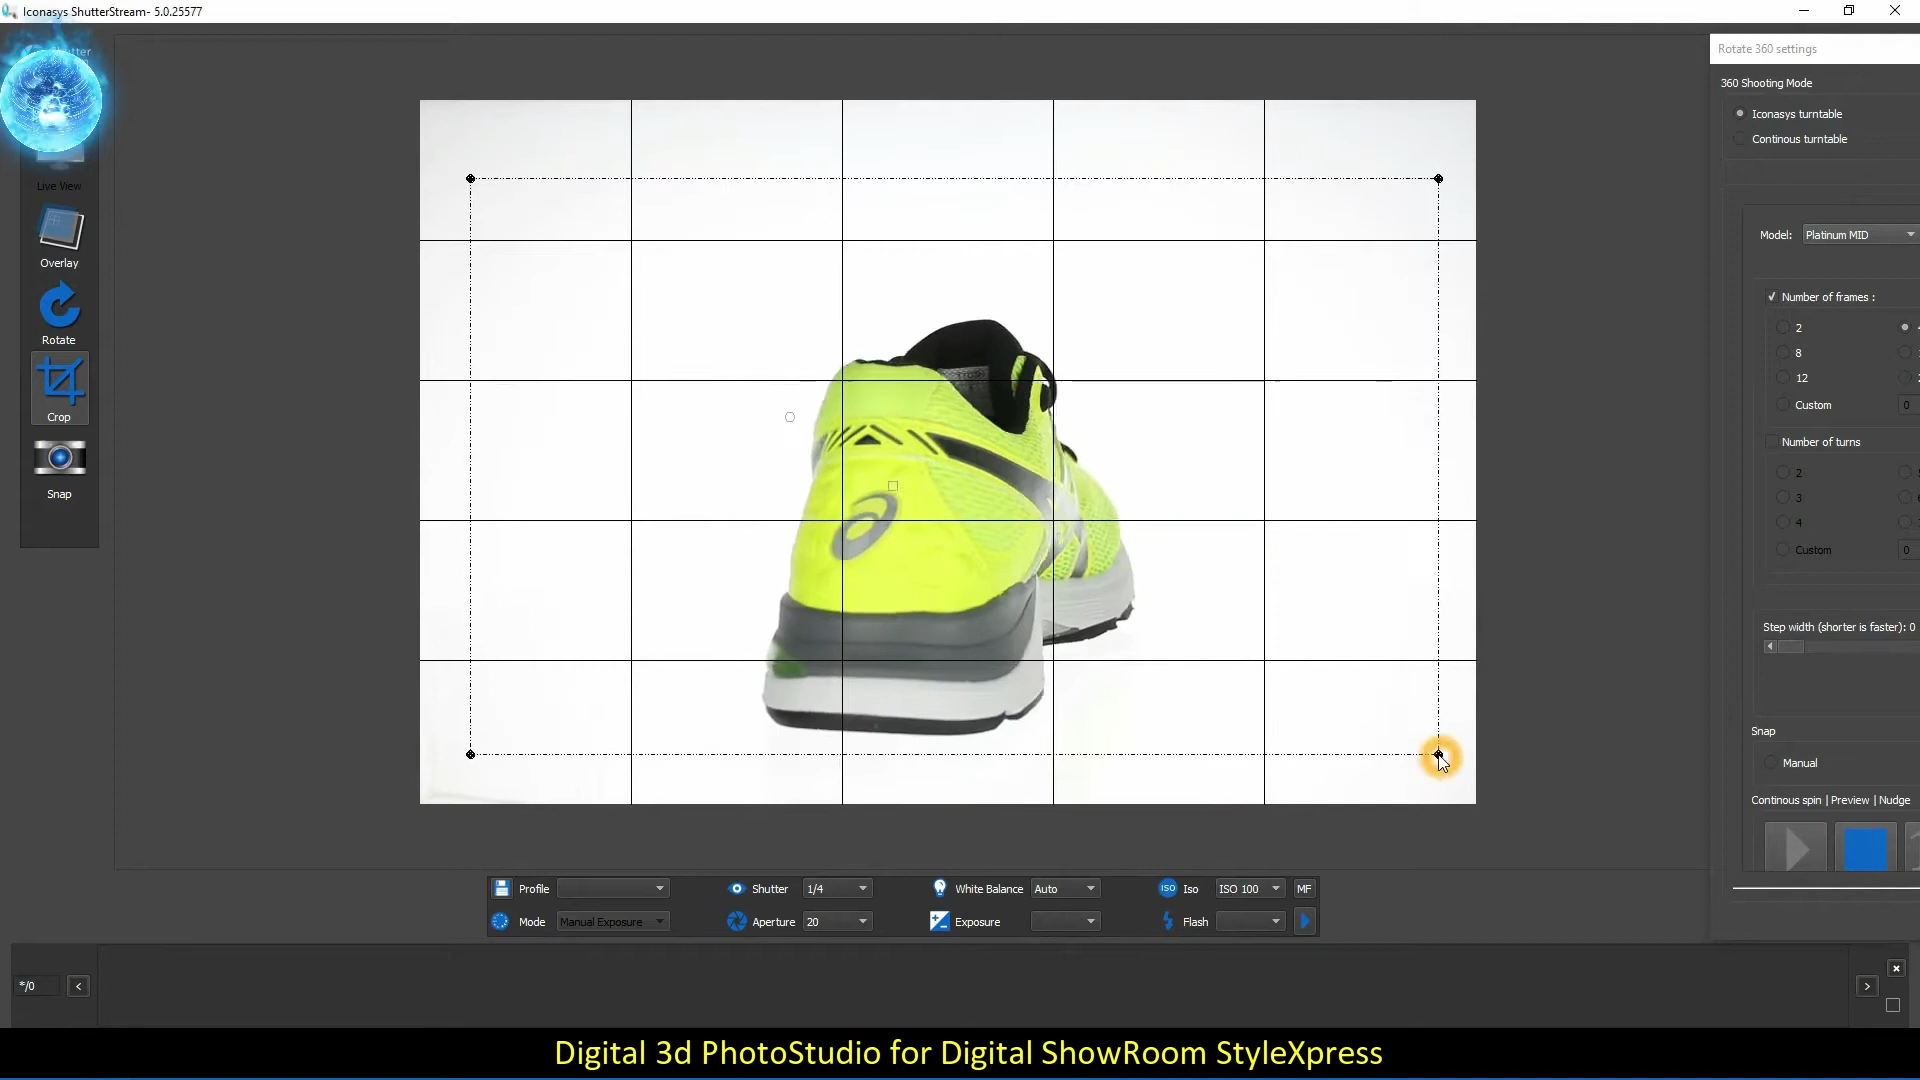 Iconasys ShutterStream- 5.0.25577
Live View
Overlay
Rotate
Crop
Snap
Rotate 360 settings
360 Shooting Mode
Iconasys turntable
Continous turntable
Model: Platinum MID
Number of frames :
2
8
12
Custom 0
Number of turns
2
3
4
Custom 0
Step width (shorter is faster): 0
Snap
Manual
Continous spin | Preview | Nudge
Profile Shutter 1/4 White Balance Auto ISO Iso ISO 100 MF
Mode Manual Exposure Aperture 20 Exposure Flash
*/0 < >
Digital 3d PhotoStudio for Digital ShowRoom StyleXpress